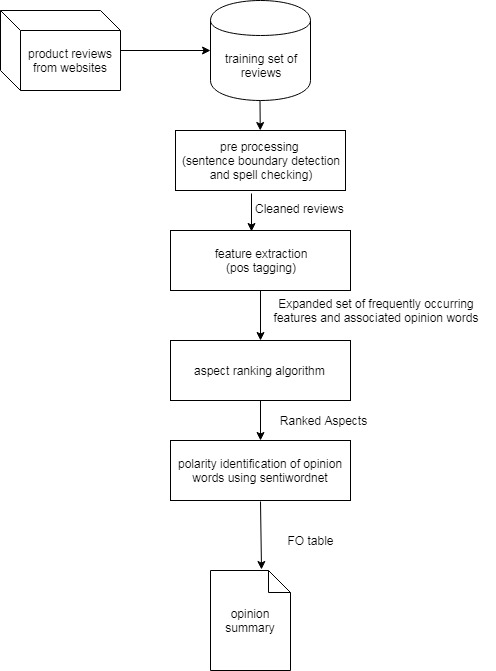 product reviews
from websites
training set of
reviews
pre processing
(sentence boundary detection
and spell checking)
Cleaned reviews
feature extraction
(pos tagging)
Expanded set of frequently occurring
features and associated opinion words
aspect ranking algorithm
Ranked Aspects
polarity identification of opinion
words using sentiwordnet
FO table
opinion
summary